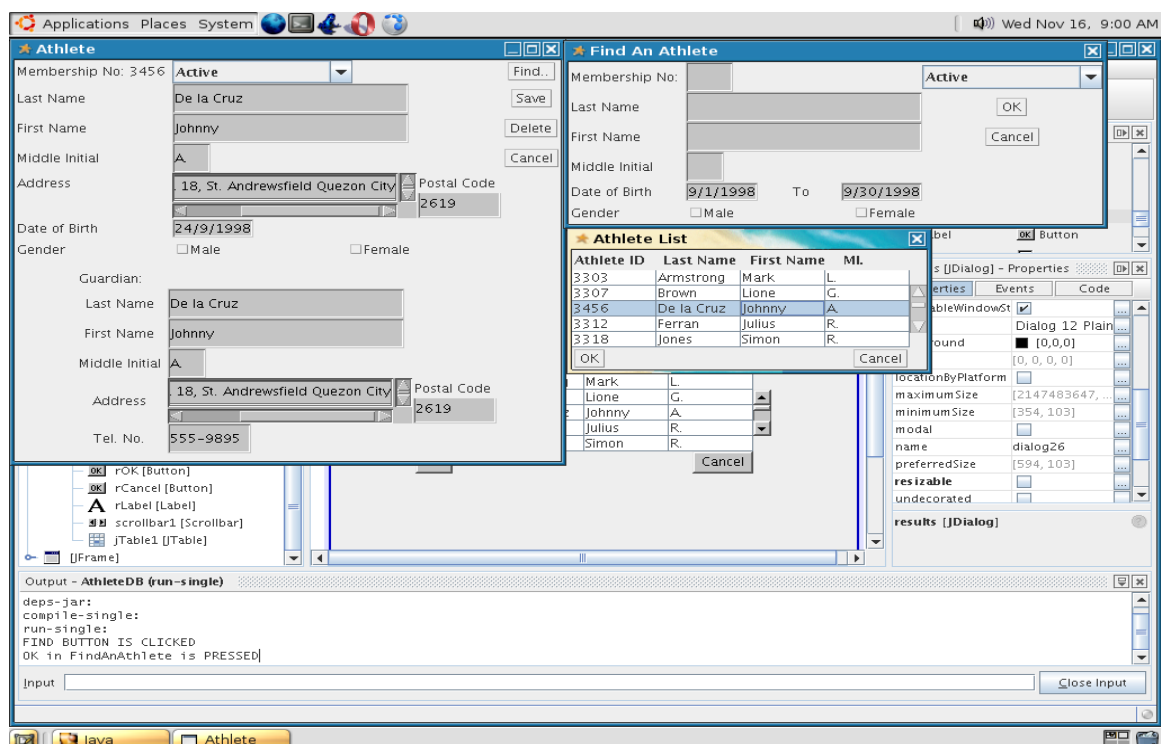 Applications Places System
Wed Nov 16, 9:00 AM
Athlete
Membership No: 3456 Active
Find..
Last Name De la Cruz
Save
First Name Johnny
Delete
Middle Initial A.
Cancel
Address . 18, St. Andrewsfield Quezon City
Postal Code
2619
Date of Birth 24/9/1998
Gender Male Female
Guardian:
Last Name De la Cruz
First Name Johnny
Middle Initial A.
Address . 18, St. Andrewsfield Quezon City
Postal Code
2619
Tel. No. 555-9895
Find An Athlete
Membership No: Active
Last Name
OK
First Name
Cancel
Middle Initial
Date of Birth 9/1/1998 To 9/30/1998
Gender Male Female
Athlete List
Athlete ID Last Name First Name MI.
3303 Armstrong Mark L.
3307 Brown Lione G.
3456 De la Cruz Johnny A.
3312 Ferran Julius R.
3318 Jones Simon R.
OK Cancel
Mark L.
Lione G.
Johnny A.
Julius R.
Simon R.
Cancel
bel OK Button
s [JDialog] - Properties
erties Events Code
ableWindowSt
Dialog 12 Plain ...
ound [0,0,0] ...
[0, 0, 0, 0] ...
locationByPlatform ...
maximumSize [2147483647, ... ...
minimumSize [354, 103] ...
modal ...
name dialog26 ...
preferredSize [594, 103] ...
resizable ...
undecorated ...
results [JDialog]
OK rOK [Button]
OK rCancel [Button]
A rLabel [Label]
scrollbar1 [Scrollbar]
jTable1 [JTable]
[JFrame]
Output - AthleteDB (run-single)
deps-jar:
compile-single:
run-single:
FIND BUTTON IS CLICKED
OK in FindAnAthlete is PRESSED
Input Close Input
Java Athlete